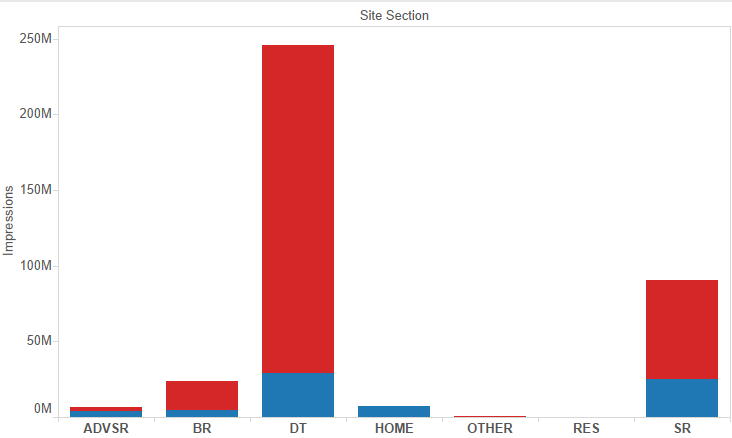 Site Section
250M
200M
150M
100M
50M
0M
Impressions
ADVSR BR DT HOME OTHER RES SR